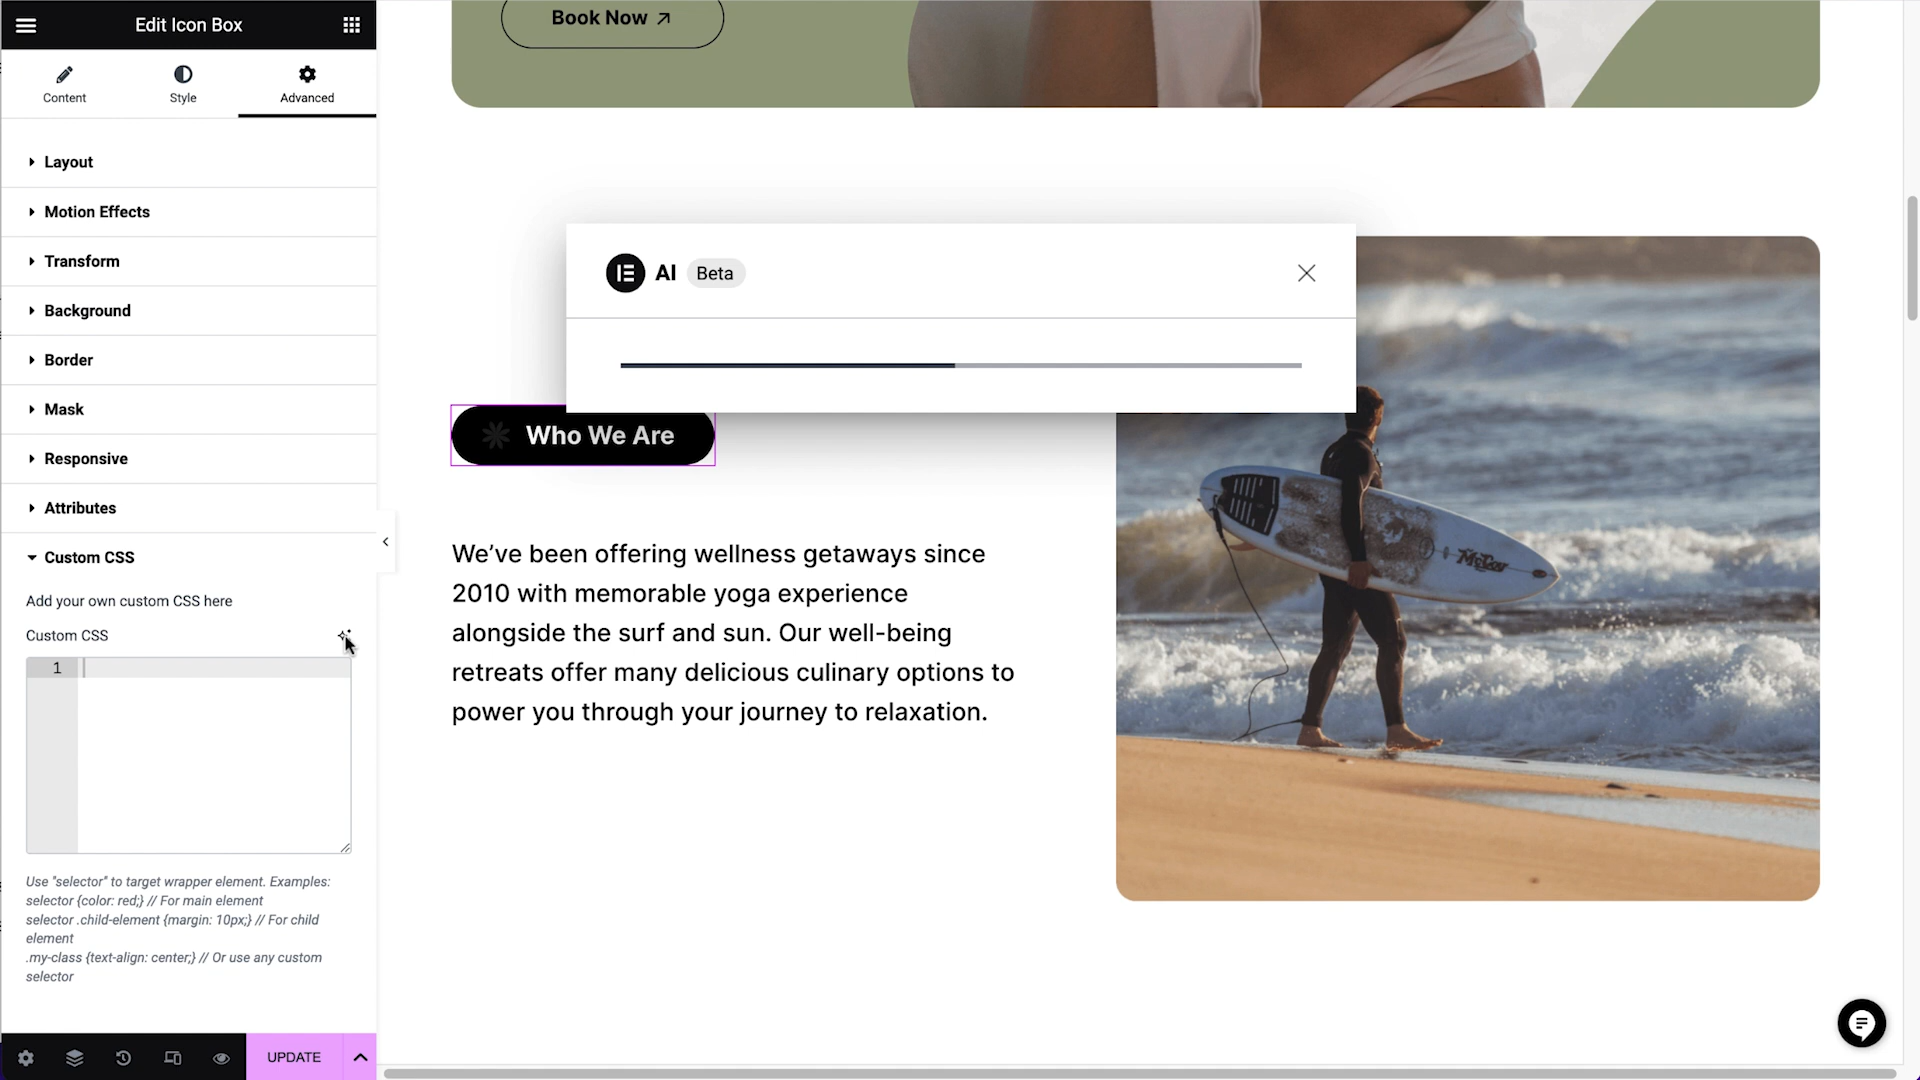 Edit Icon Box
Content
Style
Advanced
Layout
Motion Effects
Transform
Background
Border
Mask
Responsive
Attributes
Custom CSS
Add your own custom CSS here
Custom CSS
1
Use "selector" to target wrapper element. Examples:
selector {color: red;} // For main element
selector .child-element {margin: 10px;} // For child
element
.my-class {text-align: center;} // Or use any custom
selector
UPDATE
Book Now
AI Beta
Who We Are
We’ve been offering wellness getaways since
2010 with memorable yoga experience
alongside the surf and sun. Our well-being
retreats offer many delicious culinary options to
power you through your journey to relaxation.
McCoy